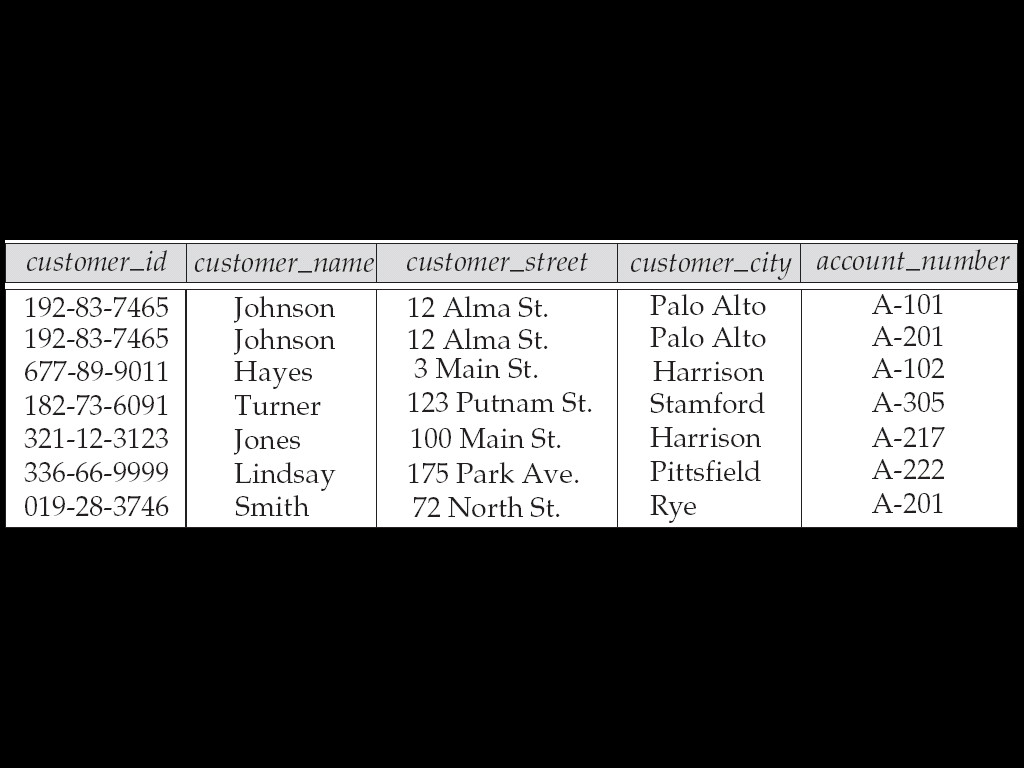 customer_id customer_name customer_street customer_city account_number
192-83-7465 Johnson 12 Alma St. Palo Alto A-101
192-83-7465 Johnson 12 Alma St. Palo Alto A-201
677-89-9011 Hayes 3 Main St. Harrison A-102
182-73-6091 Turner 123 Putnam St. Stamford A-305
321-12-3123 Jones 100 Main St. Harrison A-217
336-66-9999 Lindsay 175 Park Ave. Pittsfield A-222
019-28-3746 Smith 72 North St. Rye A-201